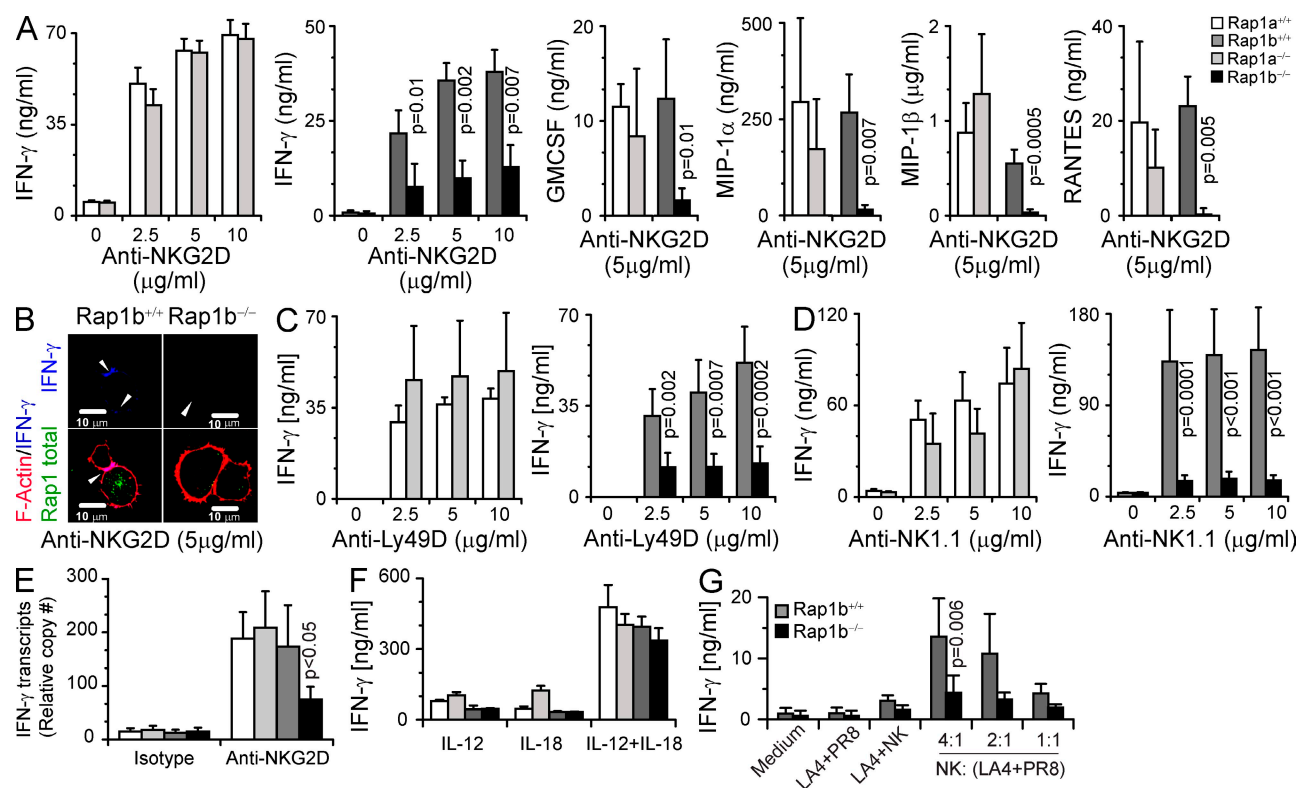 A
IFN-γ (ng/ml)
70
35
0
0 2.5 5 10
Anti-NKG2D
(μg/ml)
IFN-γ (ng/ml)
50
25
0
p=0.01
p=0.002
p=0.007
0 2.5 5 10
Anti-NKG2D
(μg/ml)
GMCSF (ng/ml)
20
10
0
p=0.01
Anti-NKG2D
(5μg/ml)
MIP-1α (ng/ml)
500
250
0
p=0.007
Anti-NKG2D
(5μg/ml)
MIP-1β (μg/ml)
2
1
0
p=0.0005
Anti-NKG2D
(5μg/ml)
RANTES (ng/ml)
40
20
0
p=0.005
Anti-NKG2D
(5μg/ml)
Rap1a+/+
Rap1b+/+
Rap1a−/−
Rap1b−/−
B
Rap1b+/+ Rap1b−/−
IFN-γ
F-Actin/IFN-γ
Rap1 total
10 μm
10 μm
10 μm
10 μm
Anti-NKG2D (5μg/ml)
C
IFN-γ [ng/ml]
70
35
0
0 2.5 5 10
Anti-Ly49D (μg/ml)
IFN-γ [ng/ml]
70
35
0
p=0.002
p=0.0007
p=0.0002
0 2.5 5 10
Anti-Ly49D (μg/ml)
D
IFN-γ (ng/ml)
120
60
0
0 2.5 5 10
Anti-NK1.1 (μg/ml)
IFN-γ (ng/ml)
180
90
0
p=0.0001
p<0.001
p<0.001
0 2.5 5 10
Anti-NK1.1 (μg/ml)
E
IFN-γ transcripts
(Relative copy #)
300
200
100
0
p<0.05
Isotype Anti-NKG2D
F
IFN-γ [ng/ml]
600
300
0
IL-12 IL-18 IL-12+IL-18
G
IFN-γ [ng/ml]
20
10
5
0
Rap1b+/+
Rap1b−/−
p=0.006
Medium
LA4+PR8
LA4+NK
4:1 2:1 1:1
NK: (LA4+PR8)